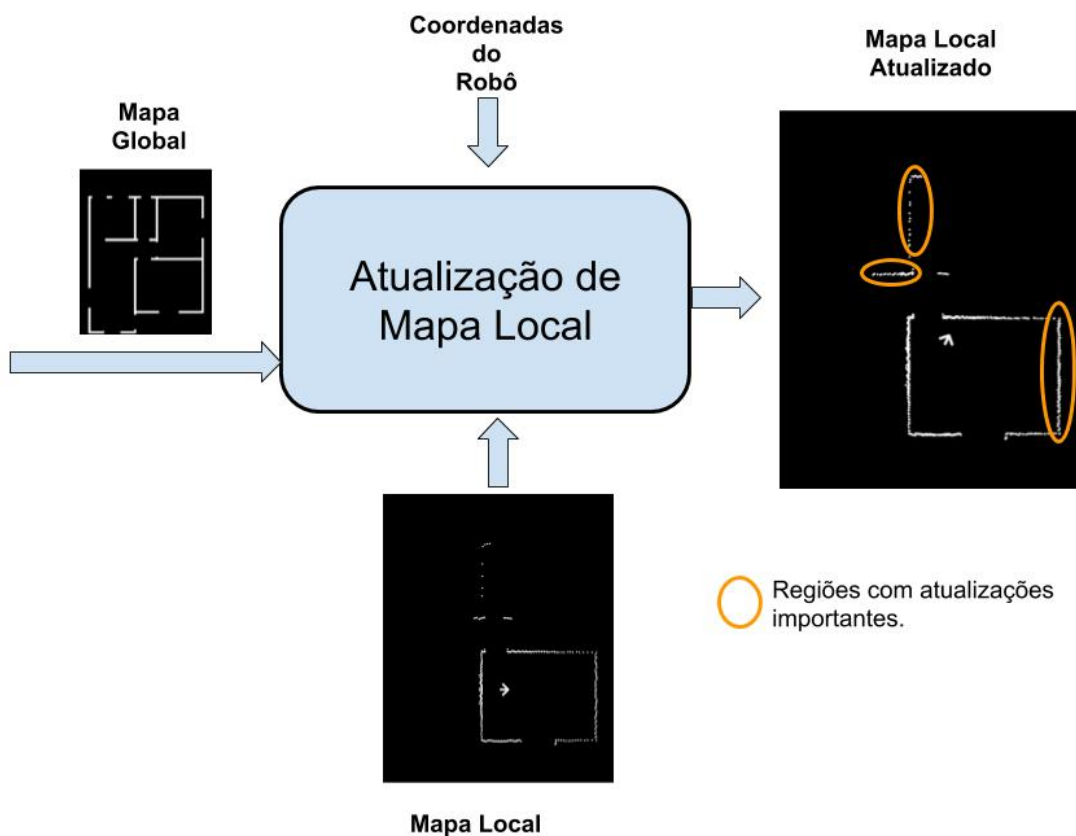 Coordenadas
do
Robô
Mapa Local
Atualizado
Mapa
Global
Atualização de
Mapa Local
Regiões com atualizações
importantes.
Mapa Local